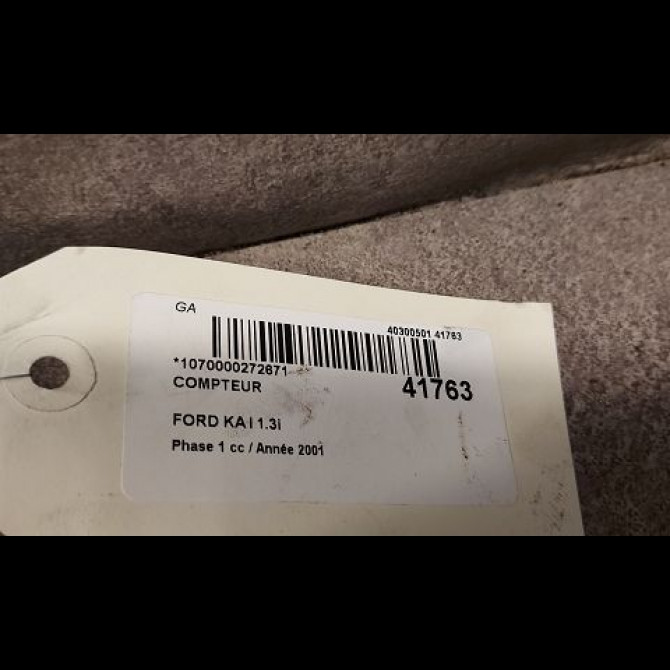 GA
40300501 41763
*1070000272671
COMPTEUR
41763
FORD KA I 1.3i
Phase 1 cc / Année 2001